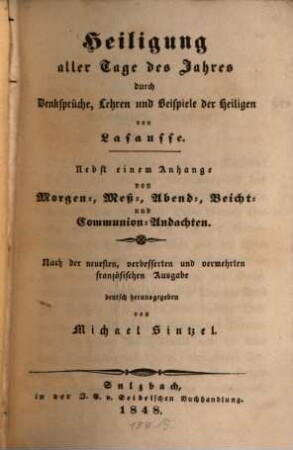 Heiligung
aller Tage des Jahres
durch
Denksprüche, Lehren und Beispiele der Heiligen
von
Lasausse.
Nebst einem Anhange
von
Morgen-, Meß-, Abend-, Beicht-
und
Communion-Andachten.
Nach der neuesten, verbesserten und vermehrten
französischen Ausgabe
deutsch herausgegeben
von
Michael Sintzel.
Sulzbach,
in der J. E. v. Seidelschen Buchhandlung.
1848.